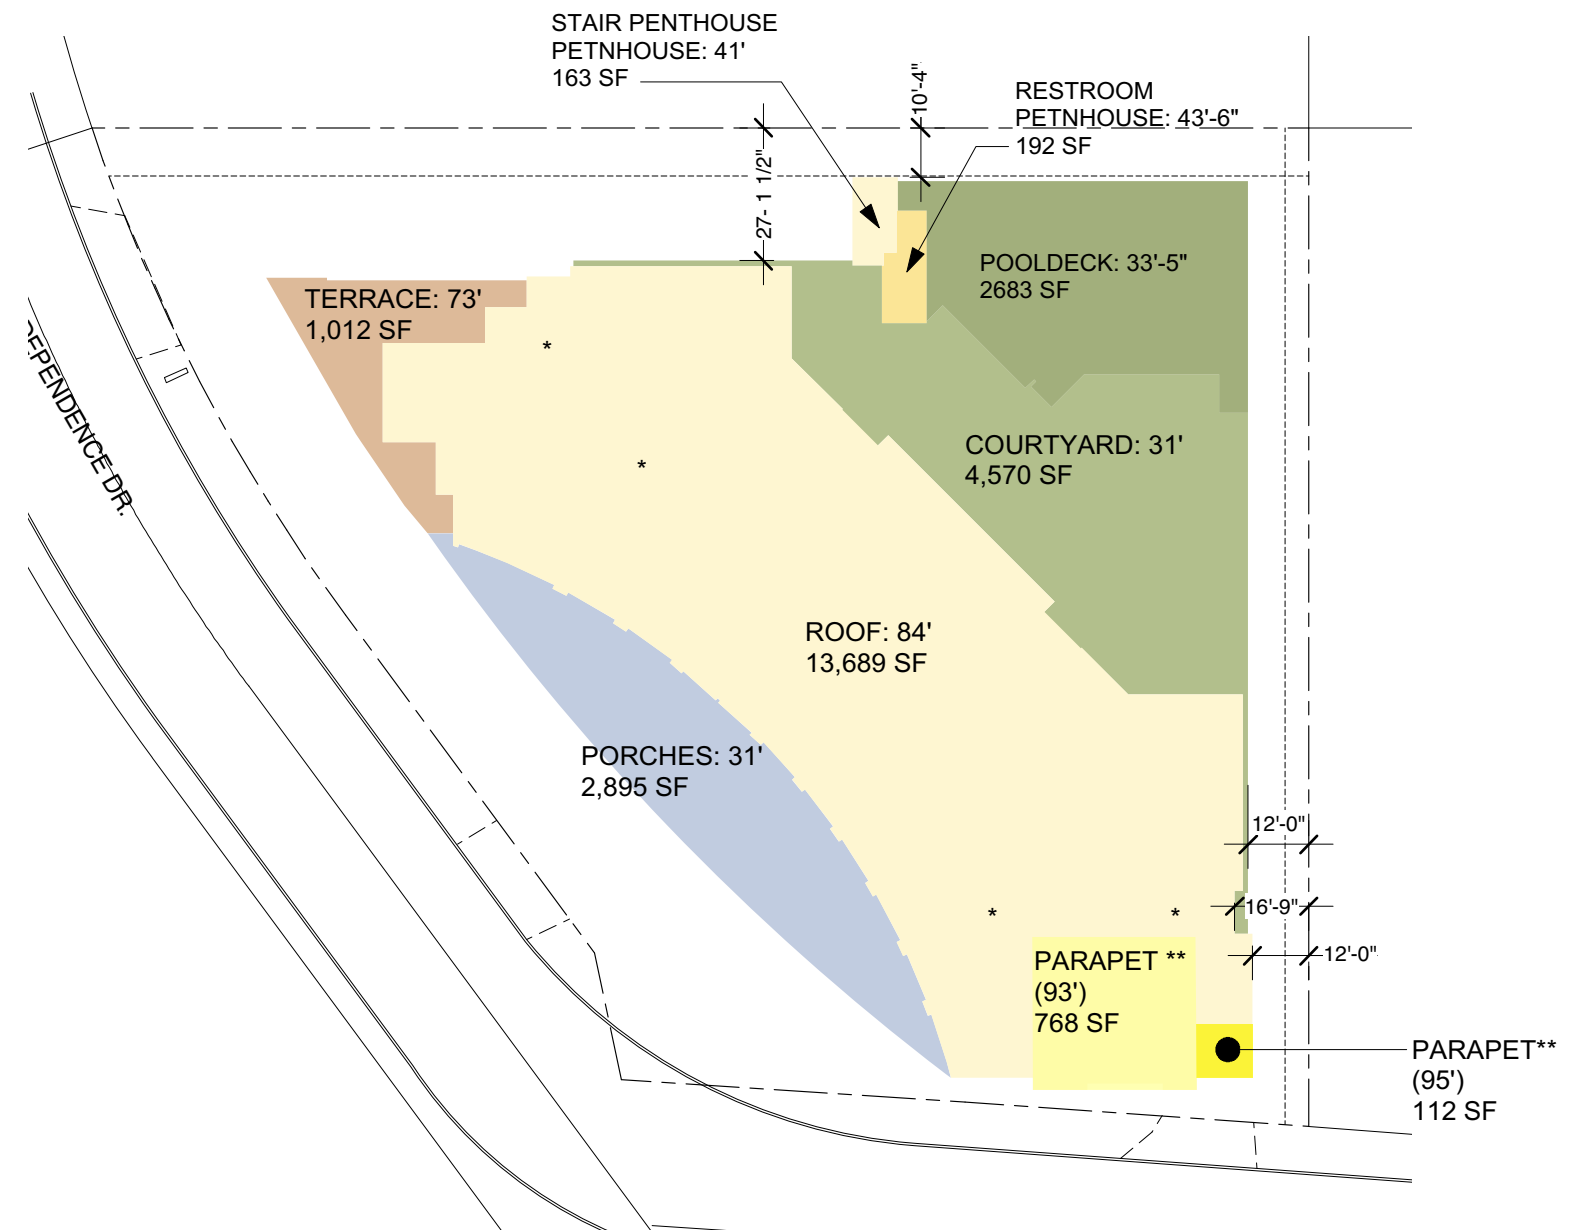 STAIR PENTHOUSE
PETNHOUSE: 41'
163 SF
10'-4"
RESTROOM
PETNHOUSE: 43'-6"
192 SF
27- 1 1/2"
POOLDECK: 33'-5"
2683 SF
TERRACE: 73'
1,012 SF
*
*
EPENDENCE DR.
COURTYARD: 31'
4,570 SF
ROOF: 84'
13,689 SF
PORCHES: 31'
2,895 SF
12'-0"
16'-9"
*
*
12'-0"
PARAPET **
(93')
768 SF
PARAPET**
(95')
112 SF